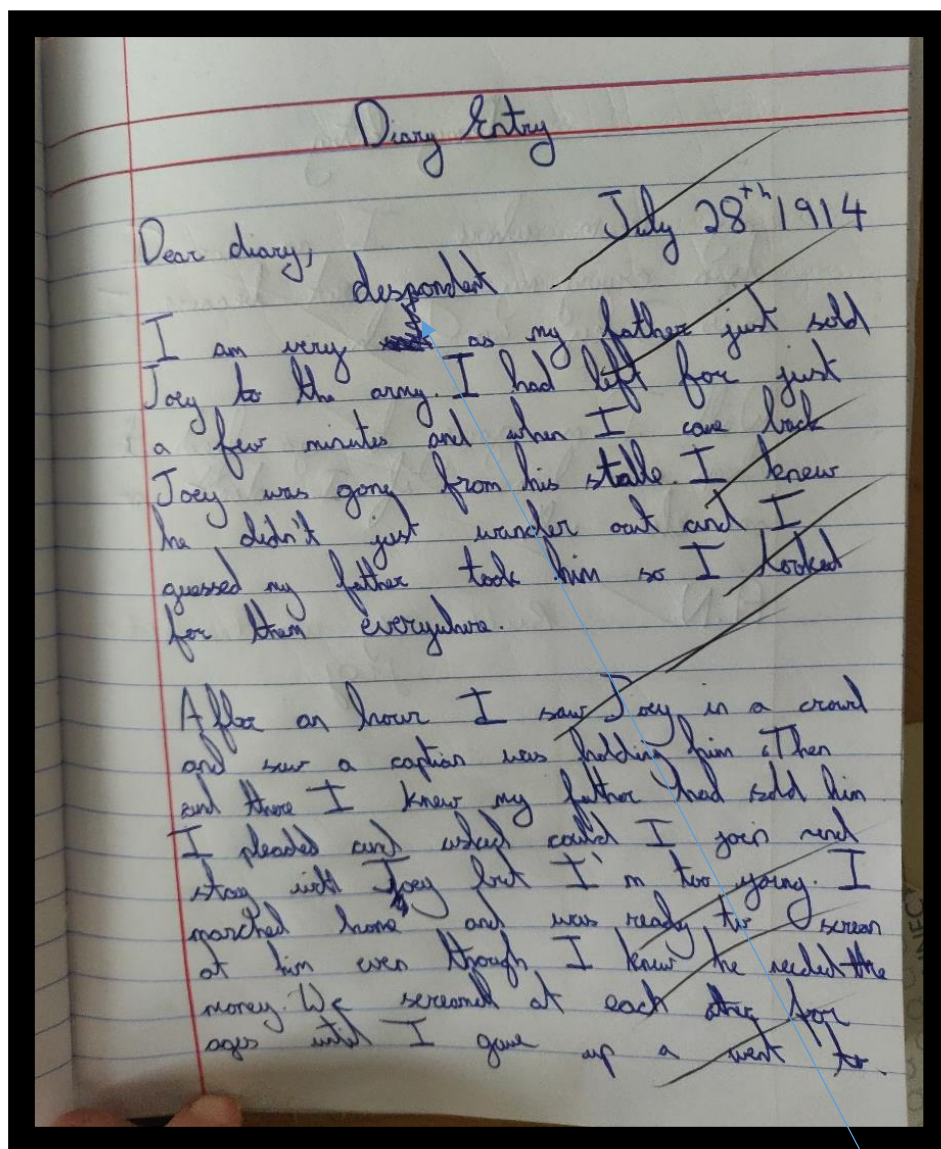 Diary Entry
July 28th 1914
Dear diary,
despondent
I am very as my father just sold
Joey to the army. I had left for just
a few minutes and when I came back
Joey was gone from his stable. I knew
he didn't just wander out and I
guessed my father took him so I looked
for them everywhere.
After an hour I saw Joey in a crowd
and saw a captian was holding him. Then
and there I knew my father had sold him
I pleaded and asked could I join and
stay with Joey but I'm too young. I
marched home and was ready to scream
at him even though I knew he needed the
money. We screamed at each other for
ages until I gave up a went to